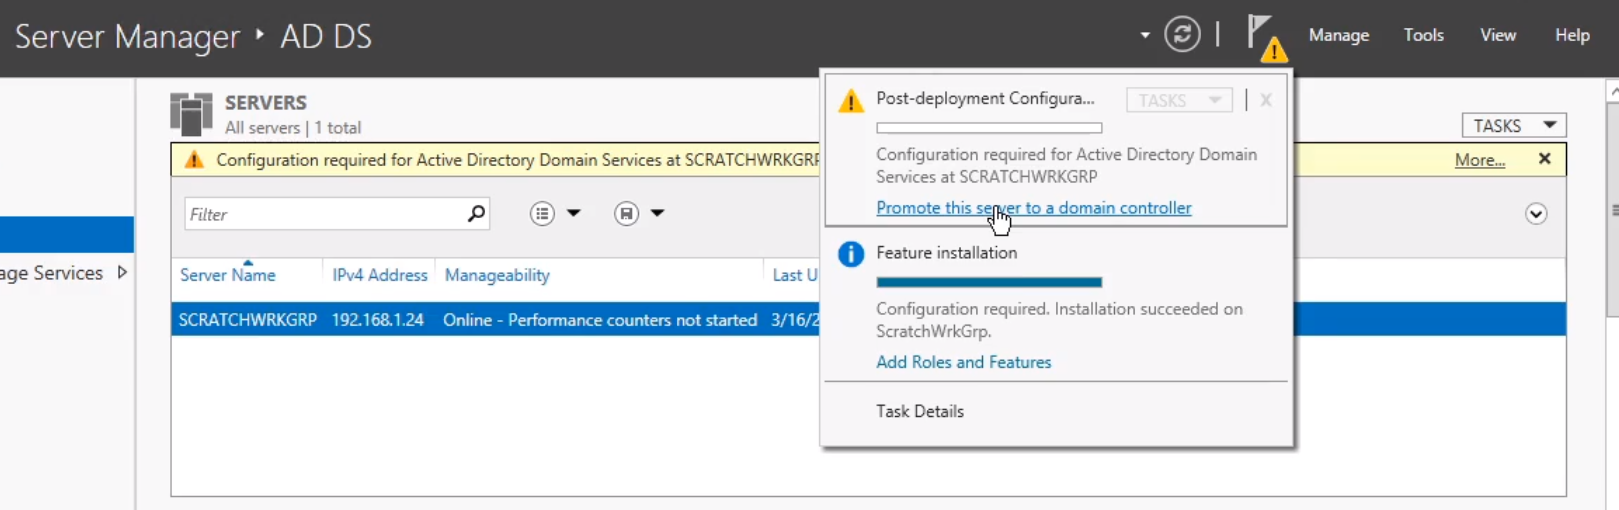 Server Manager ‣ AD DS
Manage Tools View Help
SERVERS
All servers | 1 total
TASKS
Configuration required for Active Directory Domain Services at SCRATCHWRKGRP
More...
Filter
age Services
Server Name IPv4 Address Manageability Last U
SCRATCHWRKGRP 192.168.1.24 Online - Performance counters not started 3/16/2
Post-deployment Configura...
TASKS
X
Configuration required for Active Directory Domain
Services at SCRATCHWRKGRP
Promote this server to a domain controller
Feature installation
Configuration required. Installation succeeded on
ScratchWrkGrp.
Add Roles and Features
Task Details